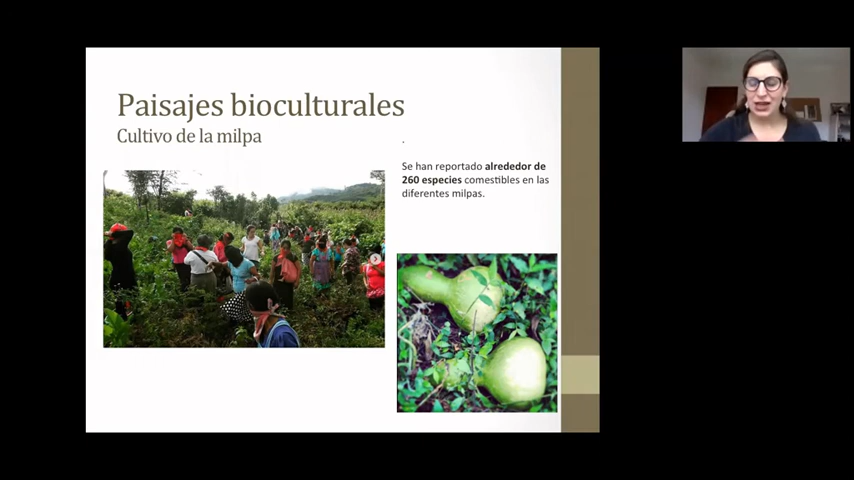 Paisajes bioculturales
Cultivo de la milpa
Se han reportado alrededor de
260 especies comestibles en las
diferentes milpas.